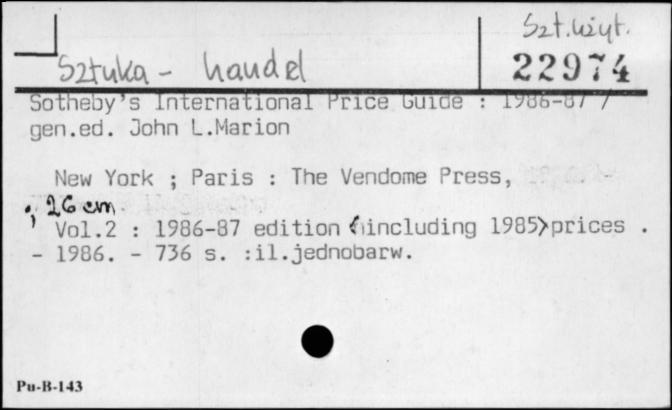 Szt.użyt.
Sztuka - handel
22974
Sotheby's International Price Guide : 1986-87 /
gen.ed. John L.Marion
New York ; Paris : The Vendome Press,
; 26 cm.
Vol.2 : 1986-87 edition <including 1985>prices .
- 1986. - 736 s. :il.jednobarw.
Pu-B-143